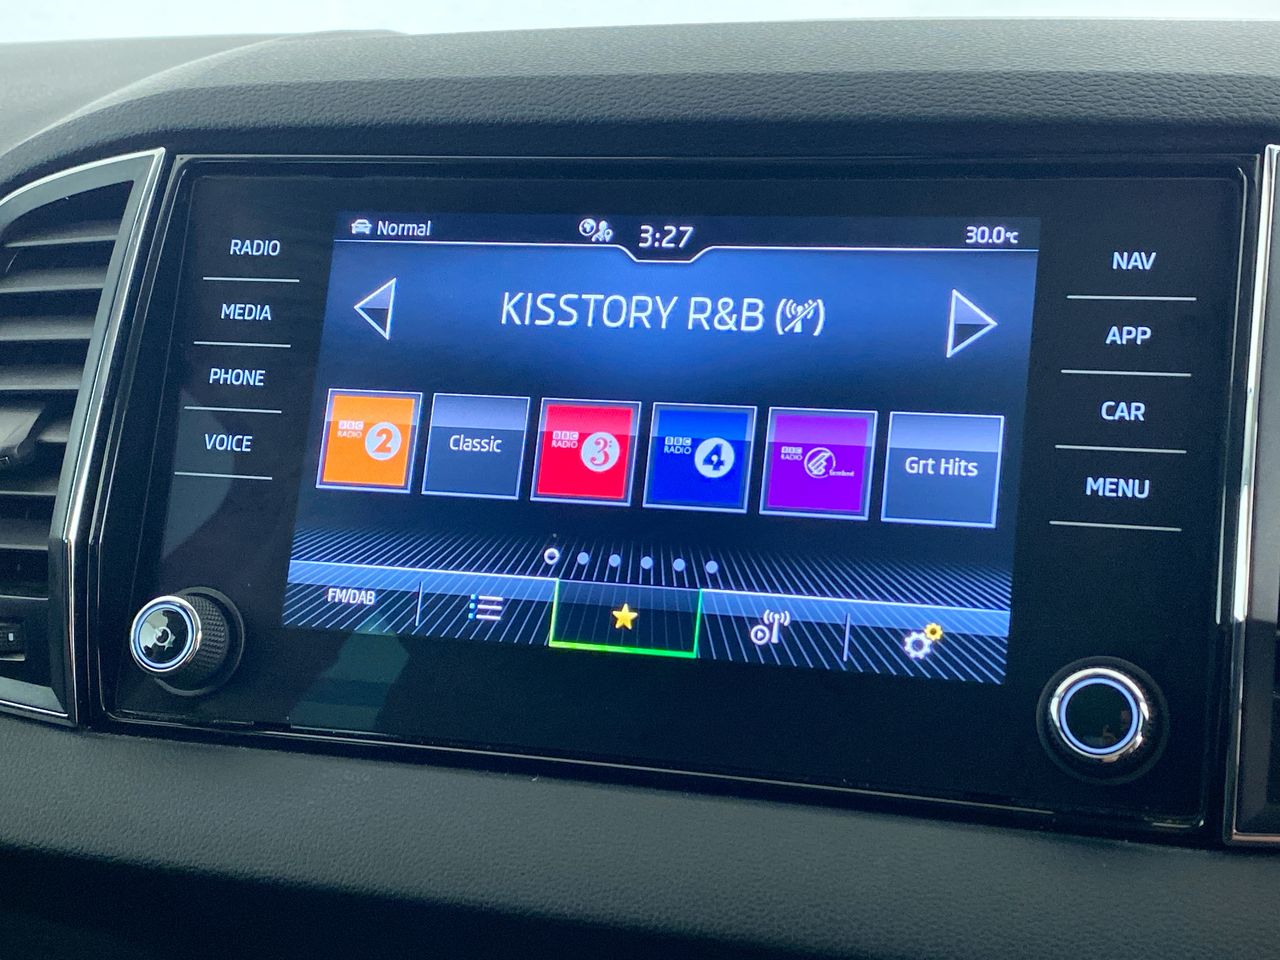 Normal
3:27
30.0°C
RADIO
MEDIA
PHONE
VOICE
KISSTORY R&B
NAV
APP
CAR
MENU
BBC
RADIO
2
Classic
BBC
RADIO
3
BBC
RADIO
4
BBC
RADIO
Scotland
Grt Hits
FM/DAB